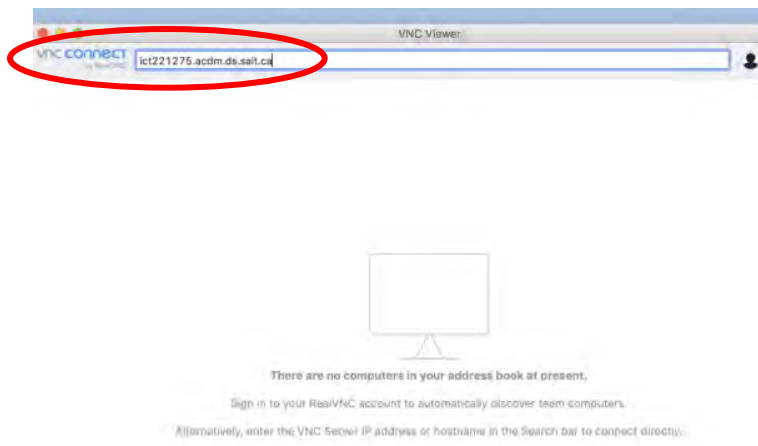 VNC Viewer
vnc connect
by RealVNC
ict221275.acdm.ds.sait.ca
There are no computers in your address book at present.
Sign in to your RealVNC account to automatically discover team computers.
Alternatively, enter the VNC Server IP address or hostname in the Search bar to connect directly.